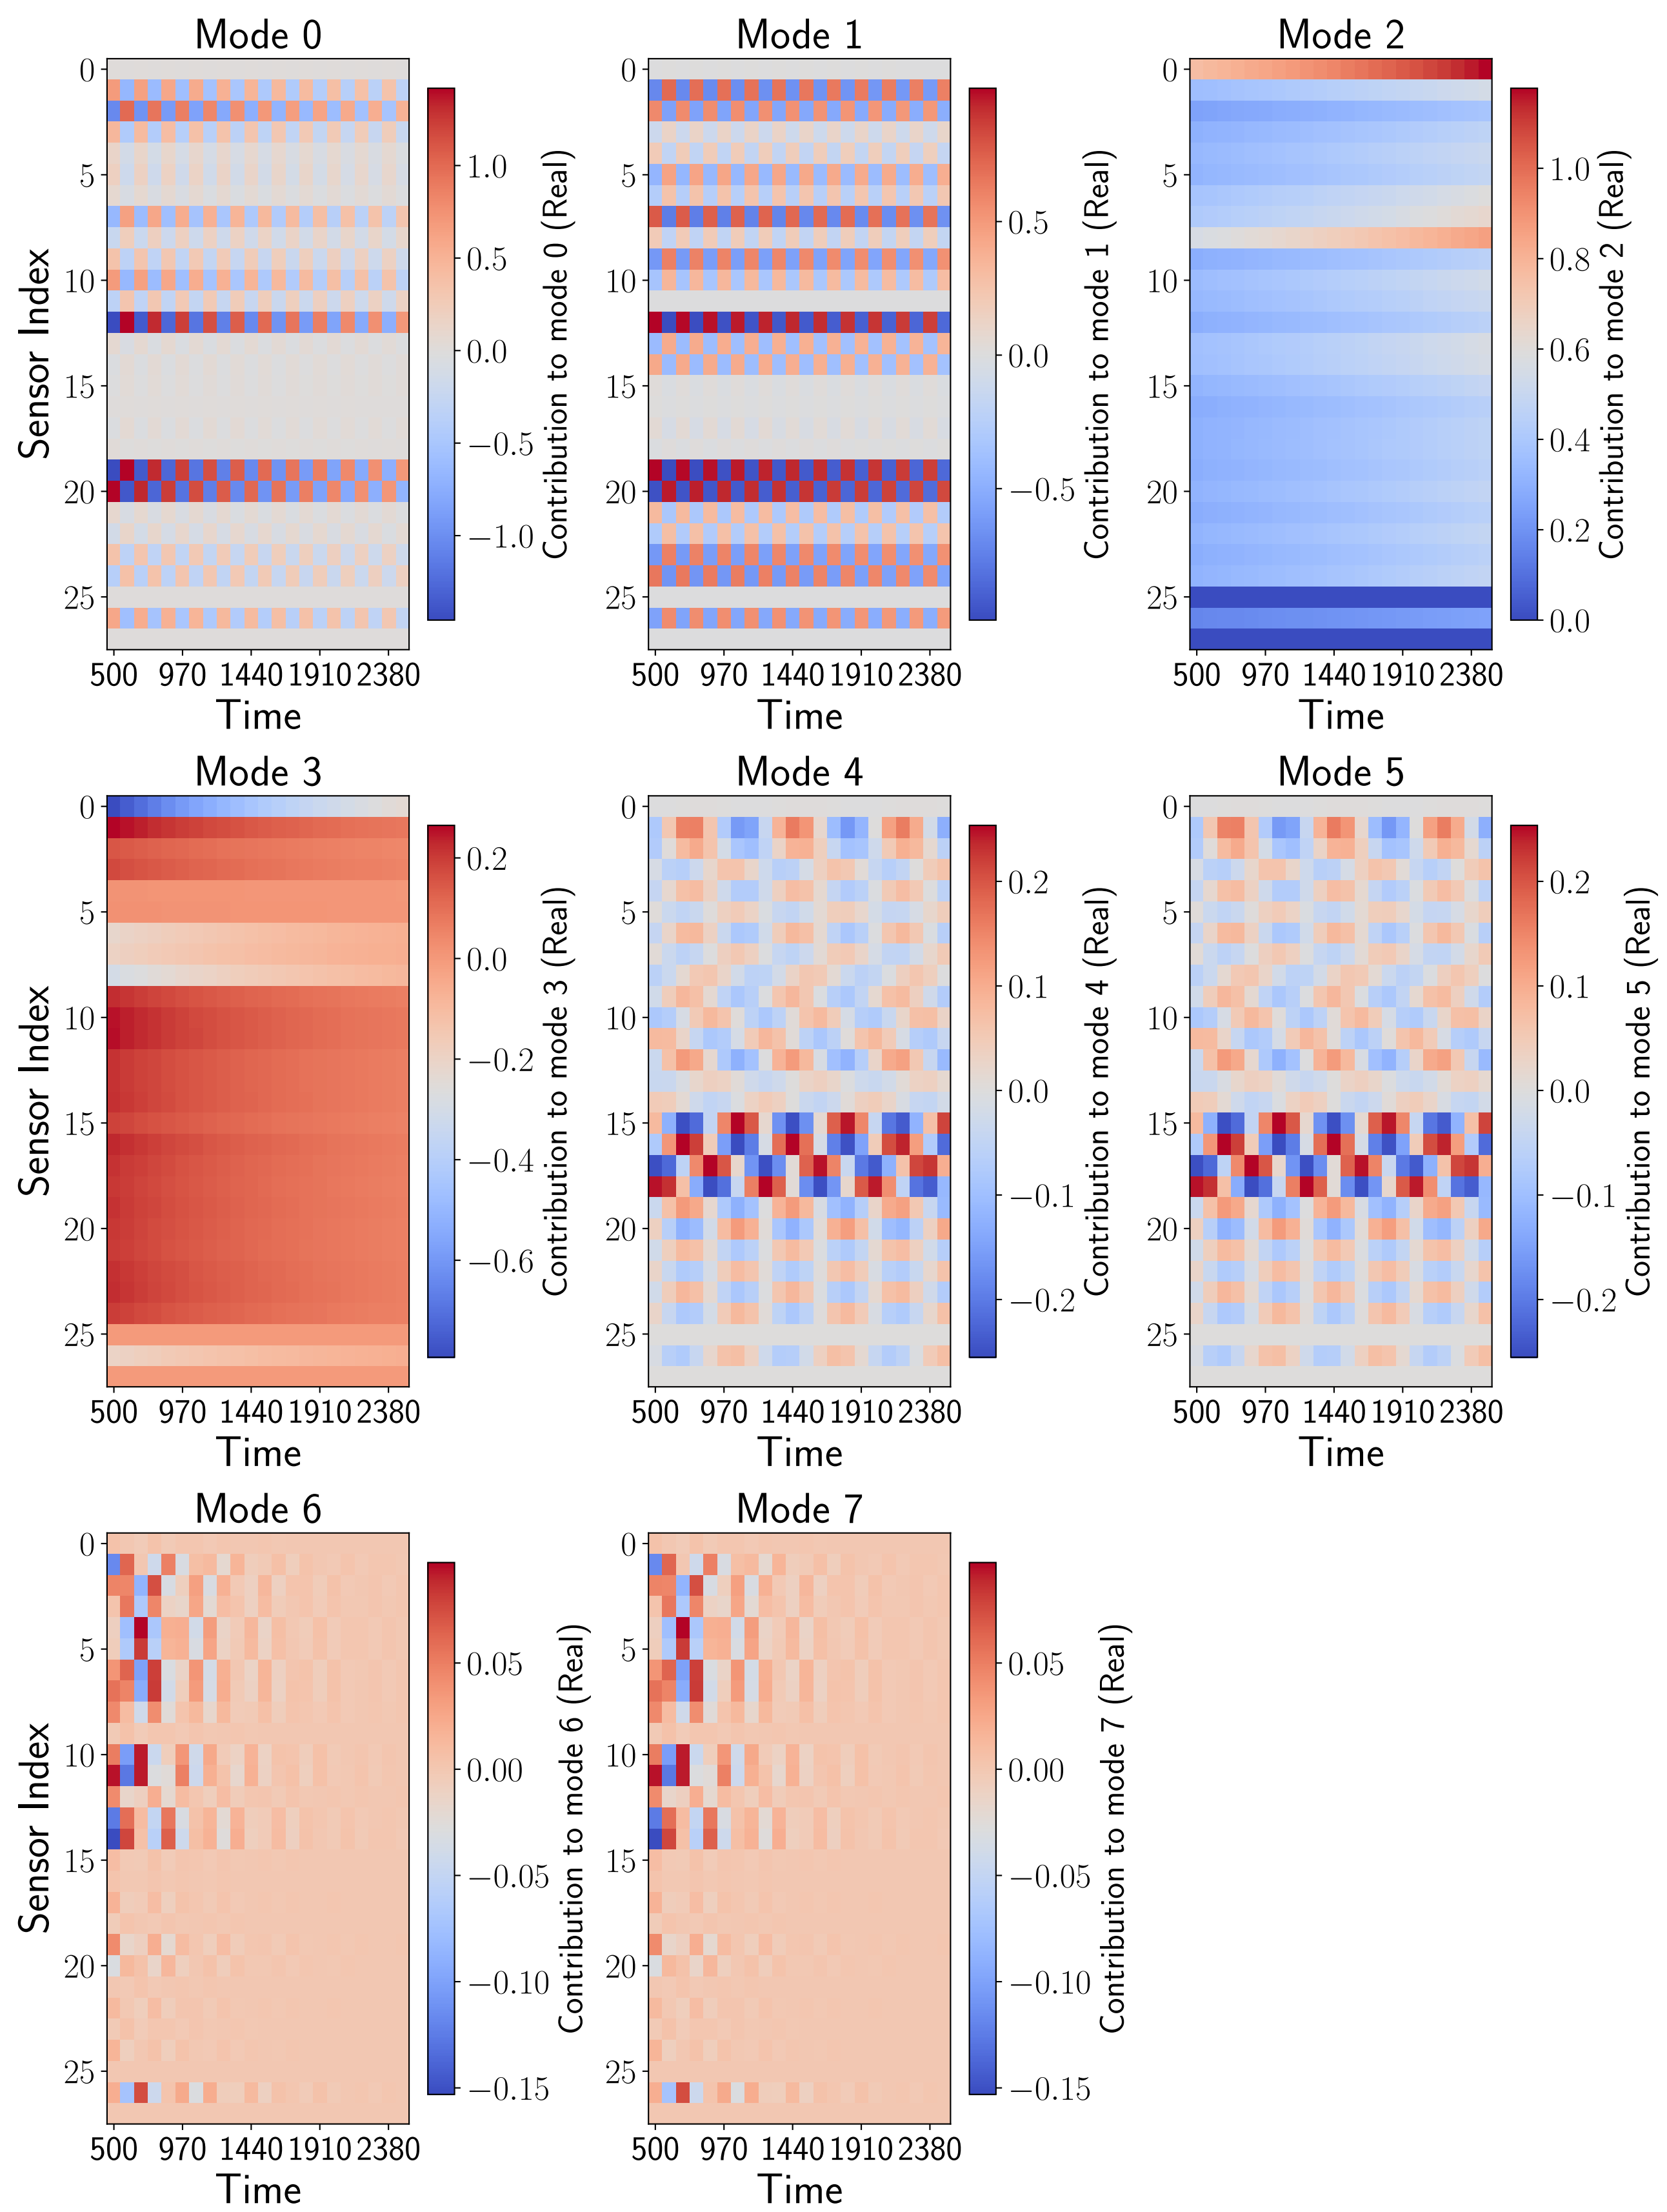 Mode 0
Mode 1
Mode 2
0
5
10
15
20
25
Sensor Index
500 970 1440 1910 2380
Time
1.0
0.5
0.0
−0.5
−1.0
Contribution to mode 0 (Real)
0
5
10
15
20
25
500 970 1440 1910 2380
Time
0.5
0.0
−0.5
Contribution to mode 1 (Real)
0
5
10
15
20
25
500 970 1440 1910 2380
Time
1.0
0.8
0.6
0.4
0.2
0.0
Contribution to mode 2 (Real)
Mode 3
Mode 4
Mode 5
0
5
10
15
20
25
Sensor Index
500 970 1440 1910 2380
Time
0.2
0.0
−0.2
−0.4
−0.6
Contribution to mode 3 (Real)
0
5
10
15
20
25
500 970 1440 1910 2380
Time
0.2
0.1
0.0
−0.1
−0.2
Contribution to mode 4 (Real)
0
5
10
15
20
25
500 970 1440 1910 2380
Time
0.2
0.1
0.0
−0.1
−0.2
Contribution to mode 5 (Real)
Mode 6
Mode 7
0
5
10
15
20
25
Sensor Index
500 970 1440 1910 2380
Time
0.05
0.00
−0.05
−0.10
−0.15
Contribution to mode 6 (Real)
0
5
10
15
20
25
500 970 1440 1910 2380
Time
0.05
0.00
−0.05
−0.10
−0.15
Contribution to mode 7 (Real)